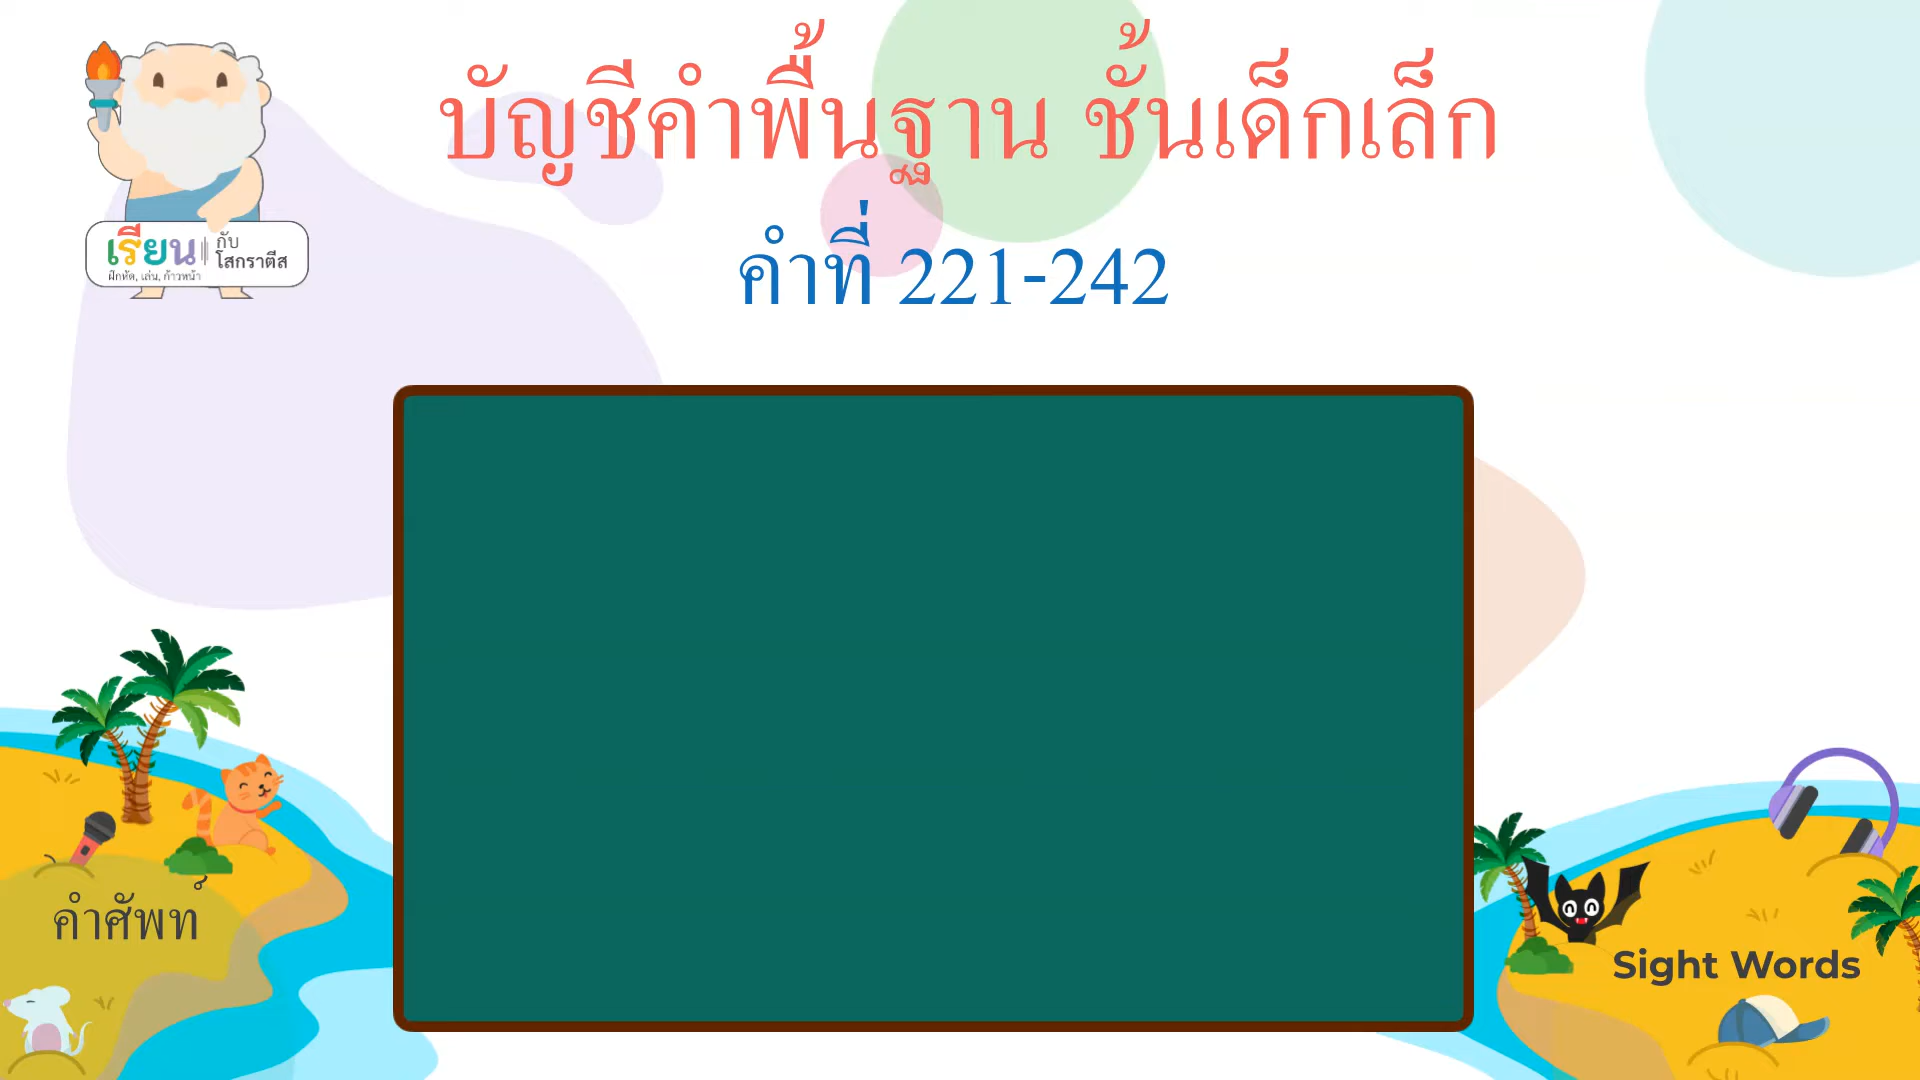 บัญชีคำพื้นฐาน ชั้นเด็กเล็ก
คำที่ 221-242
เรียน กับ โสกราตีส
ฝึกหัด, เล่น, ก้าวหน้า
คำศัพท์
Sight Words